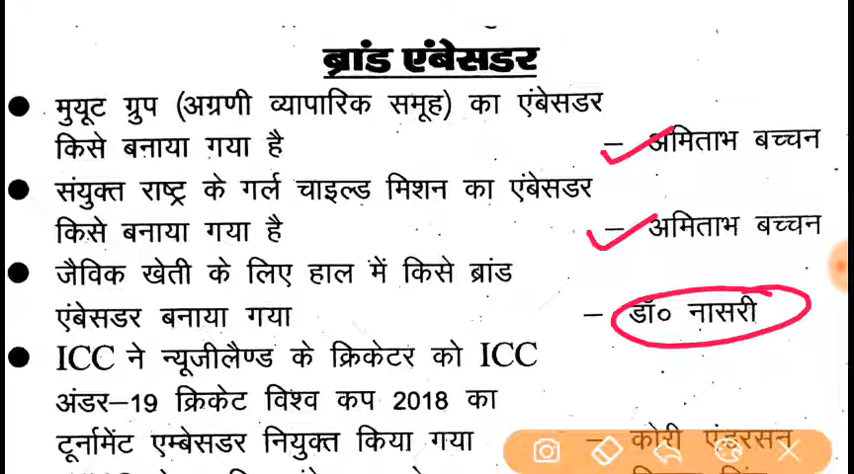 ब्रांड एंबेसडर
● मुयूट ग्रुप (अग्रणी व्यापारिक समूह) का एंबेसडर
किसे बनाया गया है – अमिताभ बच्चन
● संयुक्त राष्ट्र के गर्ल चाइल्ड मिशन का एंबेसडर
किसे बनाया गया है – अमिताभ बच्चन
● जैविक खेती के लिए हाल में किसे ब्रांड
एंबेसडर बनाया गया – डॉ० नासरी
● ICC ने न्यूजीलैण्ड के क्रिकेटर को ICC
अंडर–19 क्रिकेट विश्व कप 2018 का
टूर्नामेंट एम्बेसडर नियुक्त किया गया – कोरी एंडरसन